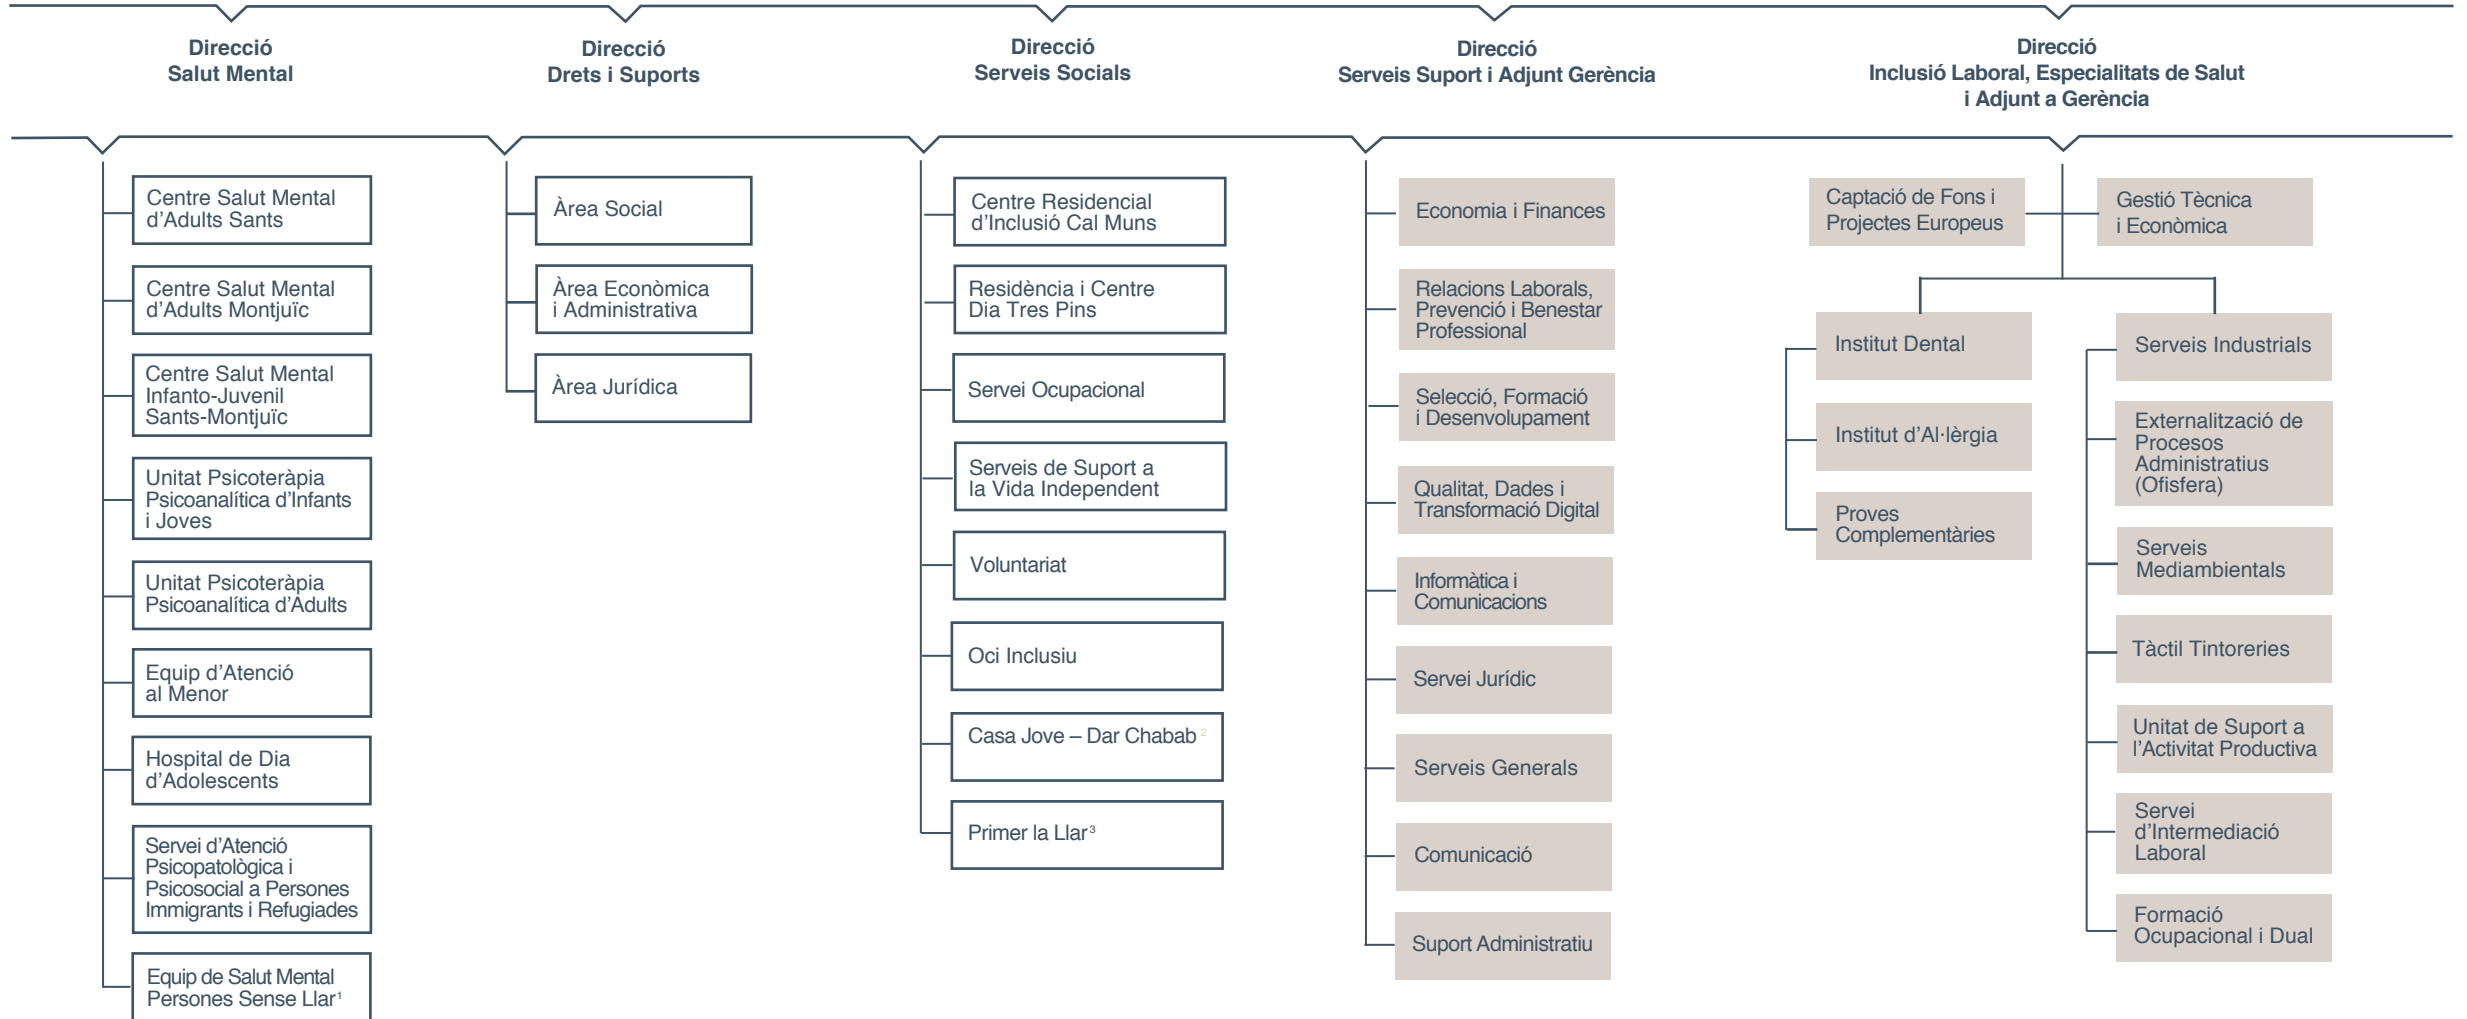 Direcció
Salut Mental
Direcció
Drets i Suports
Direcció
Serveis Socials
Direcció
Serveis Suport i Adjunt Gerència
Direcció
Inclusió Laboral, Especialitats de Salut
i Adjunt a Gerència
Centre Salut Mental
d’Adults Sants
Centre Salut Mental
d’Adults Montjuïc
Centre Salut Mental
Infanto-Juvenil
Sants-Montjuïc
Unitat Psicoteràpia
Psicoanalítica d’Infants
i Joves
Unitat Psicoteràpia
Psicoanalítica d’Adults
Equip d’Atenció
al Menor
Hospital de Dia
d’Adolescents
Servei d’Atenció
Psicopatològica i
Psicosocial a Persones
Immigrants i Refugiades
Equip de Salut Mental
Persones Sense Llar¹
Àrea Social
Àrea Econòmica
i Administrativa
Àrea Jurídica
Centre Residencial
d’Inclusió Cal Muns
Residència i Centre
Dia Tres Pins
Servei Ocupacional
Serveis de Suport a
la Vida Independent
Voluntariat
Oci Inclusiu
Casa Jove – Dar Chabab ²
Primer la Llar³
Economia i Finances
Relacions Laborals,
Prevenció i Benestar
Professional
Selecció, Formació
i Desenvolupament
Qualitat, Dades i
Transformació Digital
Informàtica i
Comunicacions
Servei Jurídic
Serveis Generals
Comunicació
Suport Administratiu
Captació de Fons i
Projectes Europeus
Gestió Tècnica
i Econòmica
Institut Dental
Institut d’Al·lèrgia
Proves
Complementàries
Serveis Industrials
Externalització de
Procesos
Administratius
(Ofisfera)
Serveis
Mediambientals
Tàctil Tintoreries
Unitat de Suport a
l’Activitat Productiva
Servei
d’Intermediació
Laboral
Formació
Ocupacional i Dual